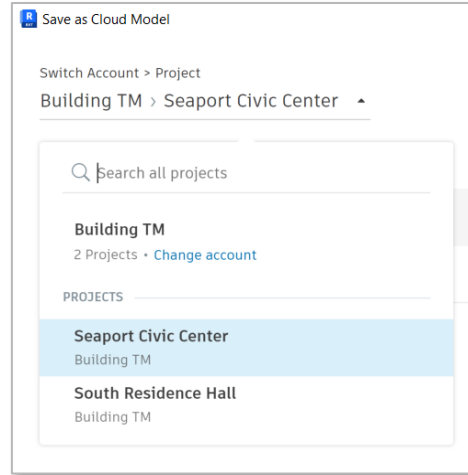 R
RVT
Save as Cloud Model
Switch Account > Project
Building TM > Seaport Civic Center
Search all projects
Building TM
2 Projects • Change account
PROJECTS
Seaport Civic Center
Building TM
South Residence Hall
Building TM